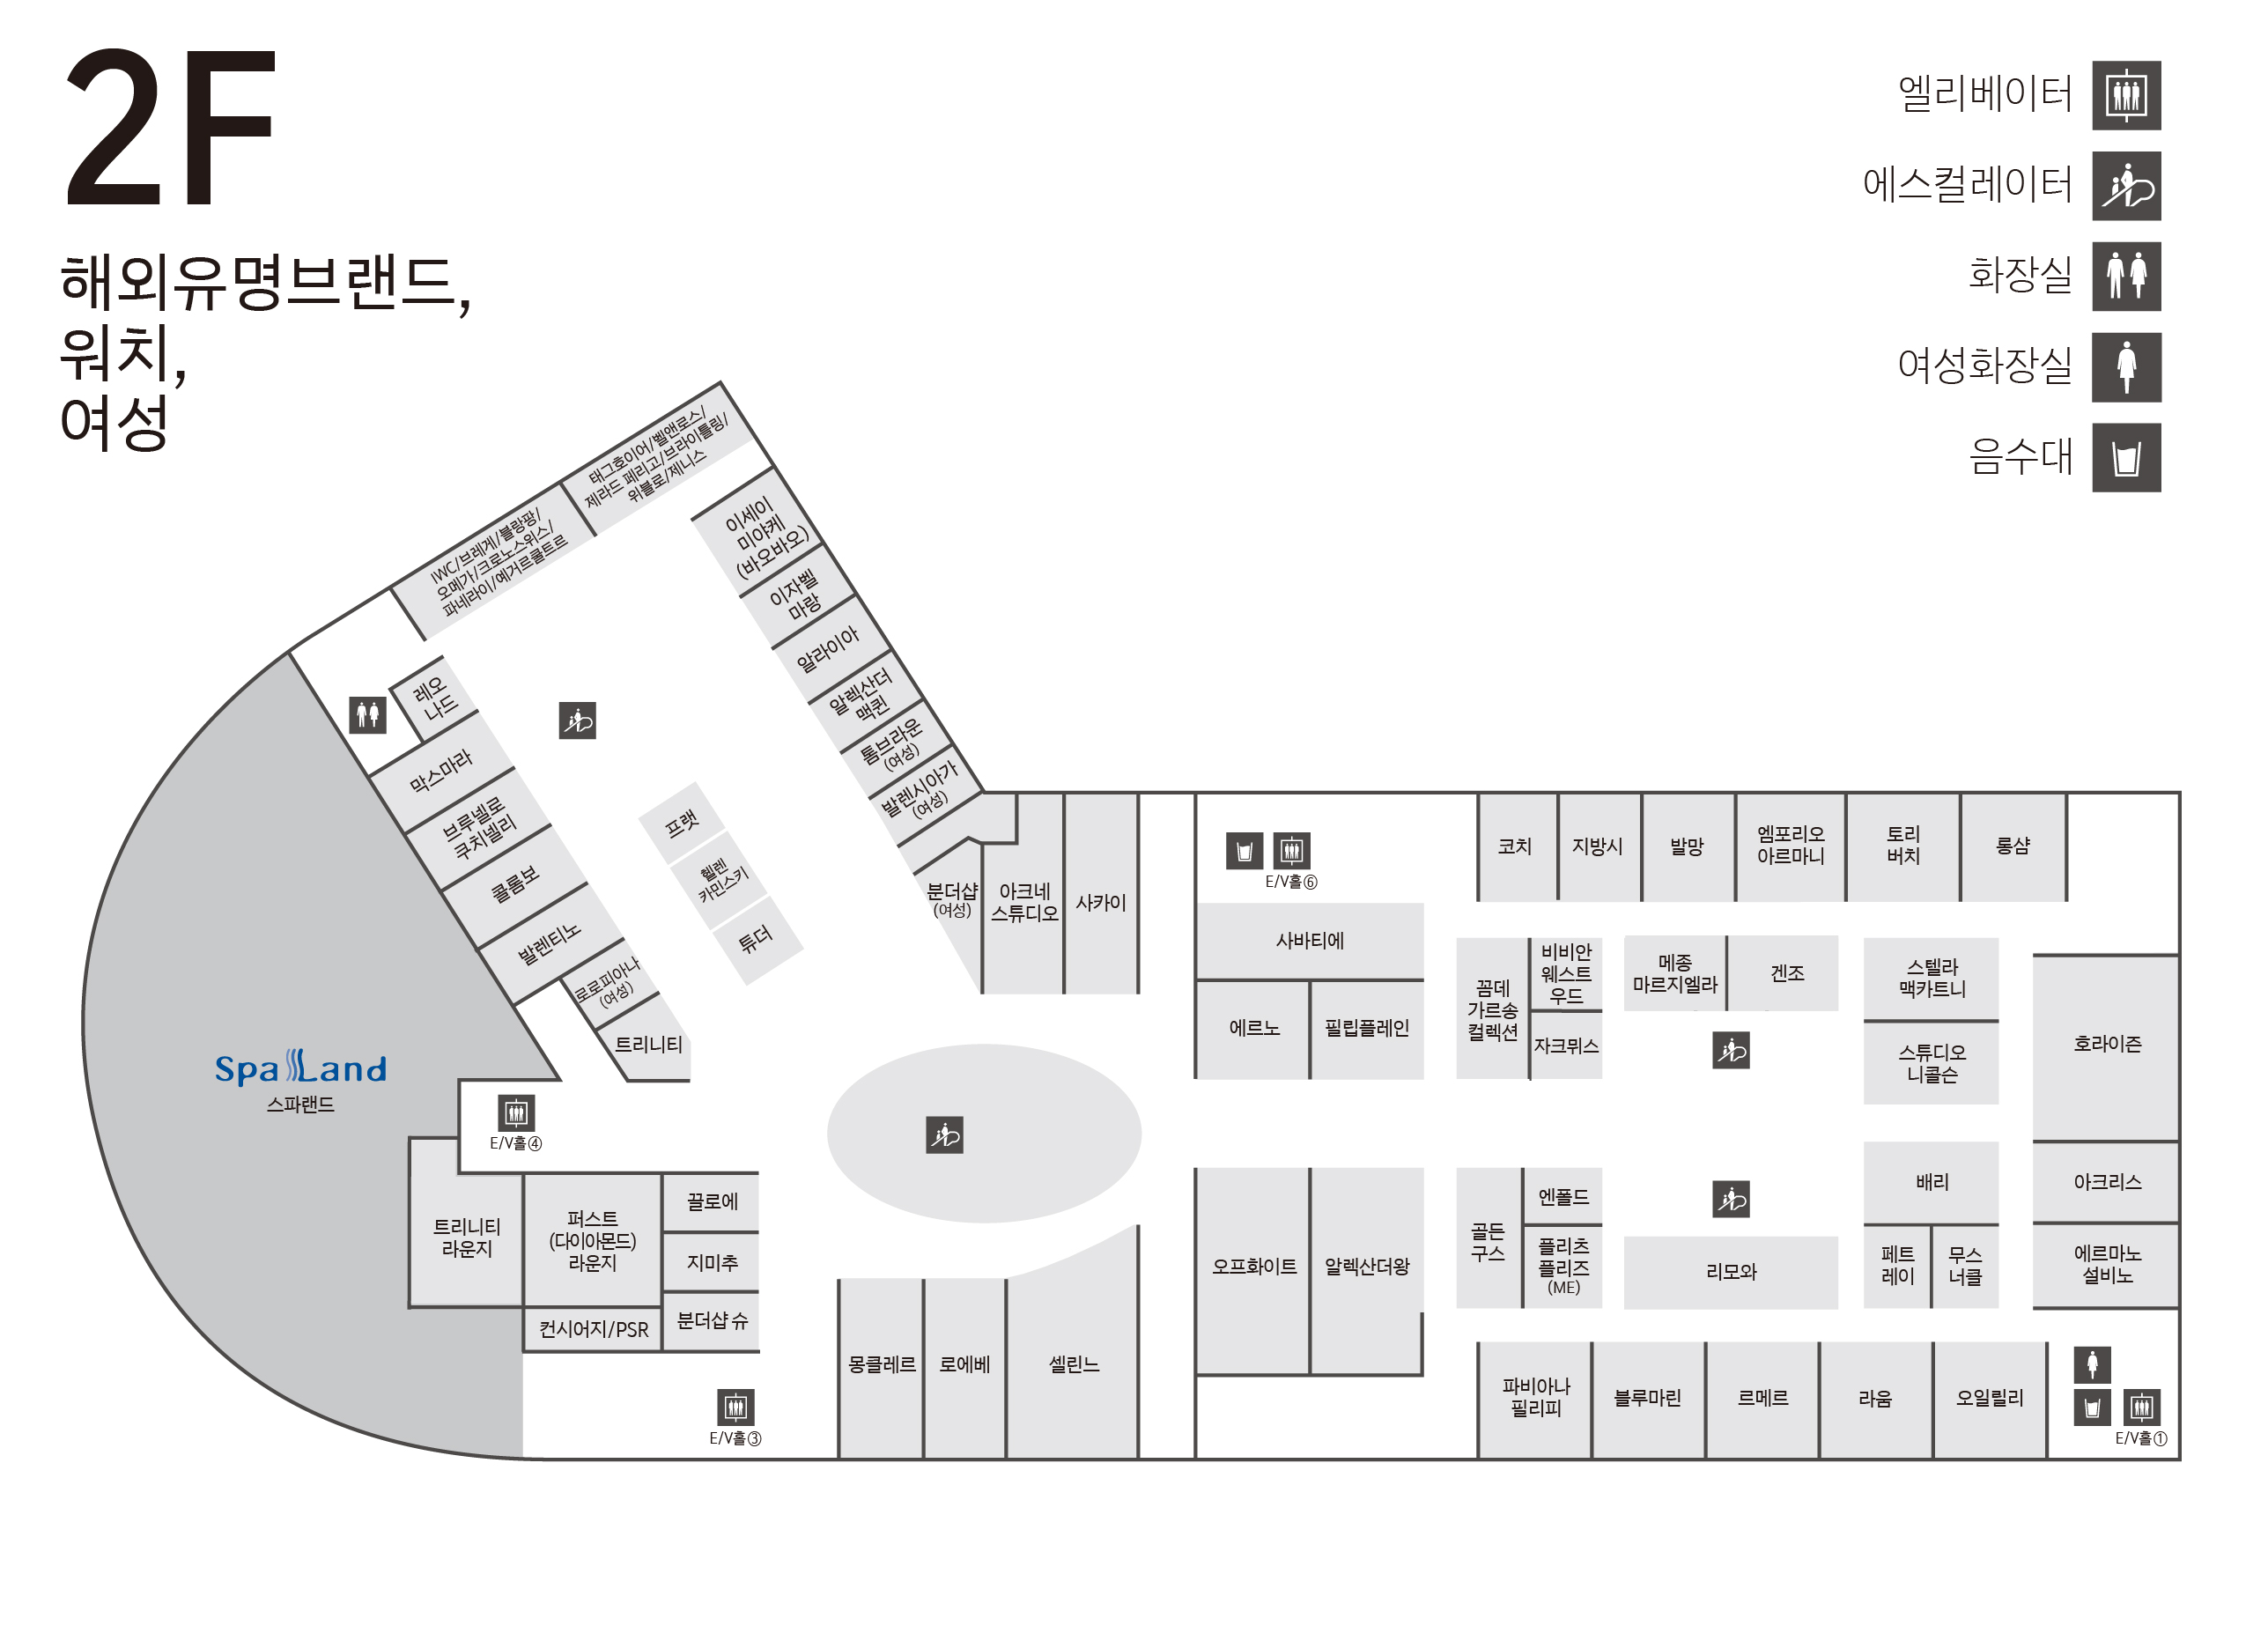 2F
해외유명브랜드,
워치,
여성
엘리베이터
에스컬레이터
화장실
여성화장실
음수대
태그호이어/벨앤로스/
제라드 페리고/브라이틀링/
위블로/제니스
IWC/브레게/블랑팡/
오메가/크로노스위스/
파네라이/예거르쿨트르
이세이
미야케
(바오바오)
이자벨
마랑
알라이아
알렉산더
맥퀸
톰브라운
(여성)
발렌시아가
(여성)
레오
나드
막스마라
브루넬로
쿠치넬리
콜롬보
발렌티노
로로피아나
(여성)
트리니티
프랫
헬렌
카민스키
튜더
분더샵
(여성)
아크네
스튜디오
사카이
E/V홀⑥
사바티에
에르노
필립플레인
코치
지방시
발망
엠포리오
아르마니
토리
버치
롱샴
꼼데
가르송
컬렉션
비비안
웨스트
우드
자크뮈스
메종
마르지엘라
겐조
스텔라
맥카트니
스튜디오
니콜슨
호라이즌
Spa Land
스파랜드
E/V홀④
트리니티
라운지
퍼스트
(다이아몬드)
라운지
컨시어지/PSR
끌로에
지미추
분더샵 슈
E/V홀③
몽클레르
로에베
셀린느
오프화이트
알렉산더왕
골든
구스
엔폴드
플리츠
플리즈
(ME)
리모와
배리
페트
레이
무스
너클
아크리스
에르마노
설비노
파비아나
필리피
블루마린
르메르
라움
오일릴리
E/V홀①